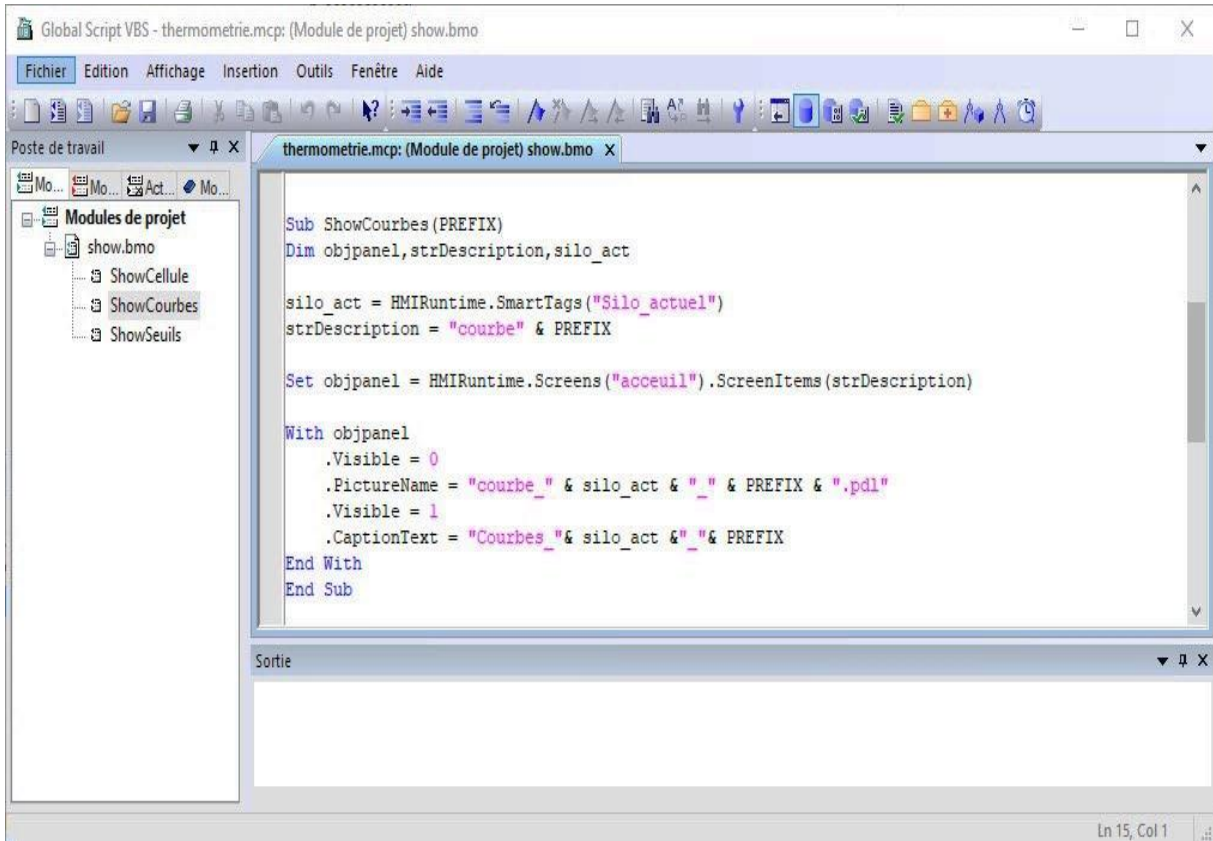 Global Script VBS - thermometrie.mcp: (Module de projet) show.bmo
Fichier Edition Affichage Insertion Outils Fenêtre Aide
Poste de travail
Mo... Mo... Act... Mo...
Modules de projet
show.bmo
ShowCellule
ShowCourbes
ShowSeuils
thermometrie.mcp: (Module de projet) show.bmo X
Sub ShowCourbes(PREFIX)
Dim objpanel,strDescription,silo_act
silo_act = HMIRuntime.SmartTags("Silo_actuel")
strDescription = "courbe" & PREFIX
Set objpanel = HMIRuntime.Screens("acceuil").ScreenItems(strDescription)
With objpanel
.Visible = 0
.PictureName = "courbe_" & silo_act & "_" & PREFIX & ".pdl"
.Visible = 1
.CaptionText = "Courbes_"& silo_act &"_"& PREFIX
End With
End Sub
Sortie
Ln 15, Col 1